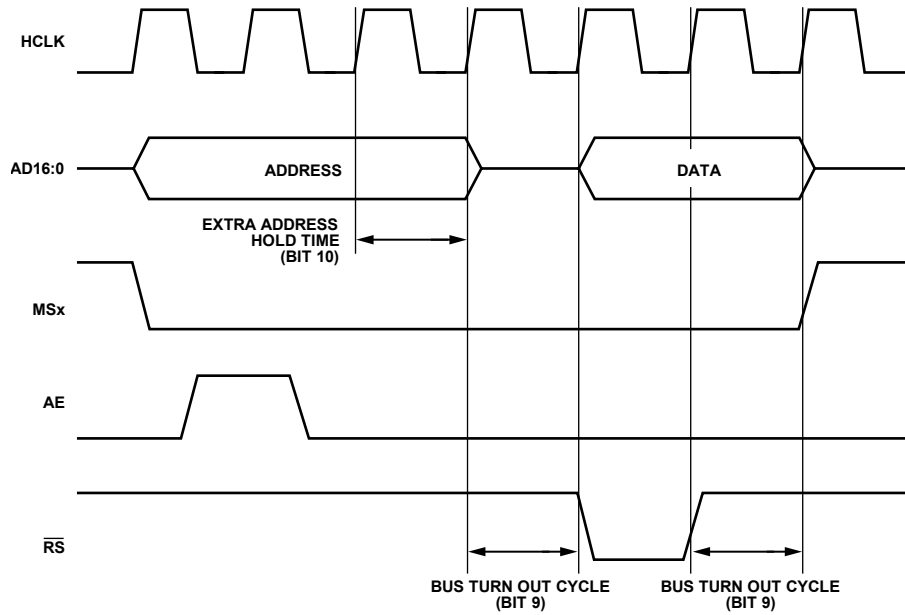 HCLK
AD16:0
ADDRESS
DATA
EXTRA ADDRESS
HOLD TIME
(BIT 10)
MSx
AE
RS
BUS TURN OUT CYCLE
(BIT 9)
BUS TURN OUT CYCLE
(BIT 9)